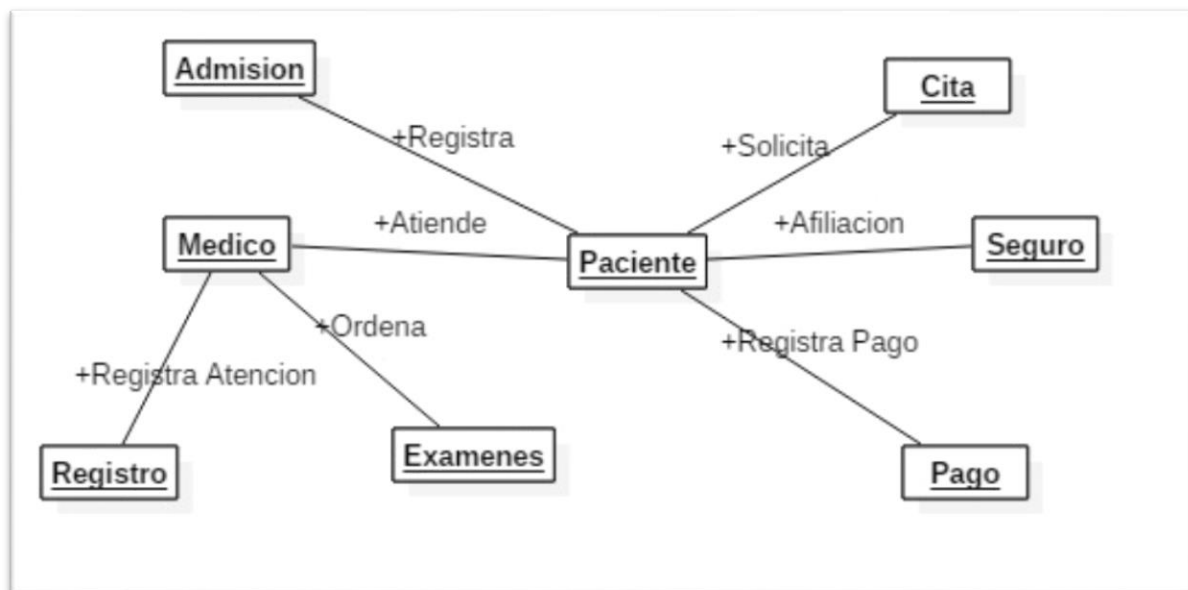 Admision
Cita
+Registra
+Solicita
+Atiende
+Afiliacion
Medico
Paciente
Seguro
+Ordena
+Registra Pago
+Registra Atencion
Registro
Examenes
Pago